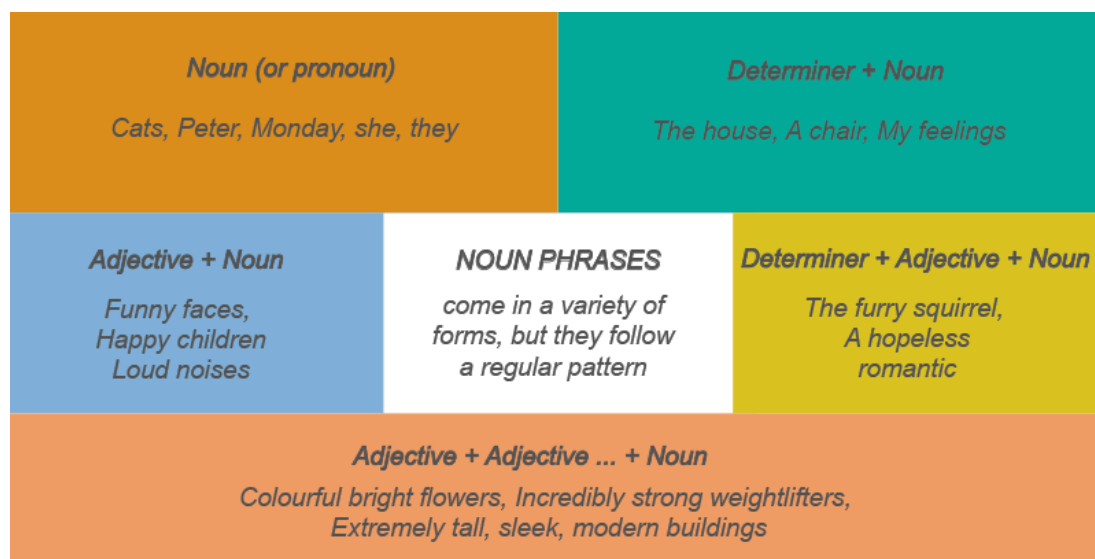 Noun (or pronoun)
Cats, Peter, Monday, she, they
Determiner + Noun
The house, A chair, My feelings
Adjective + Noun
Funny faces,
Happy children
Loud noises
NOUN PHRASES
come in a variety of
forms, but they follow
a regular pattern
Determiner + Adjective + Noun
The furry squirrel,
A hopeless
romantic
Adjective + Adjective ... + Noun
Colourful bright flowers, Incredibly strong weightlifters,
Extremely tall, sleek, modern buildings